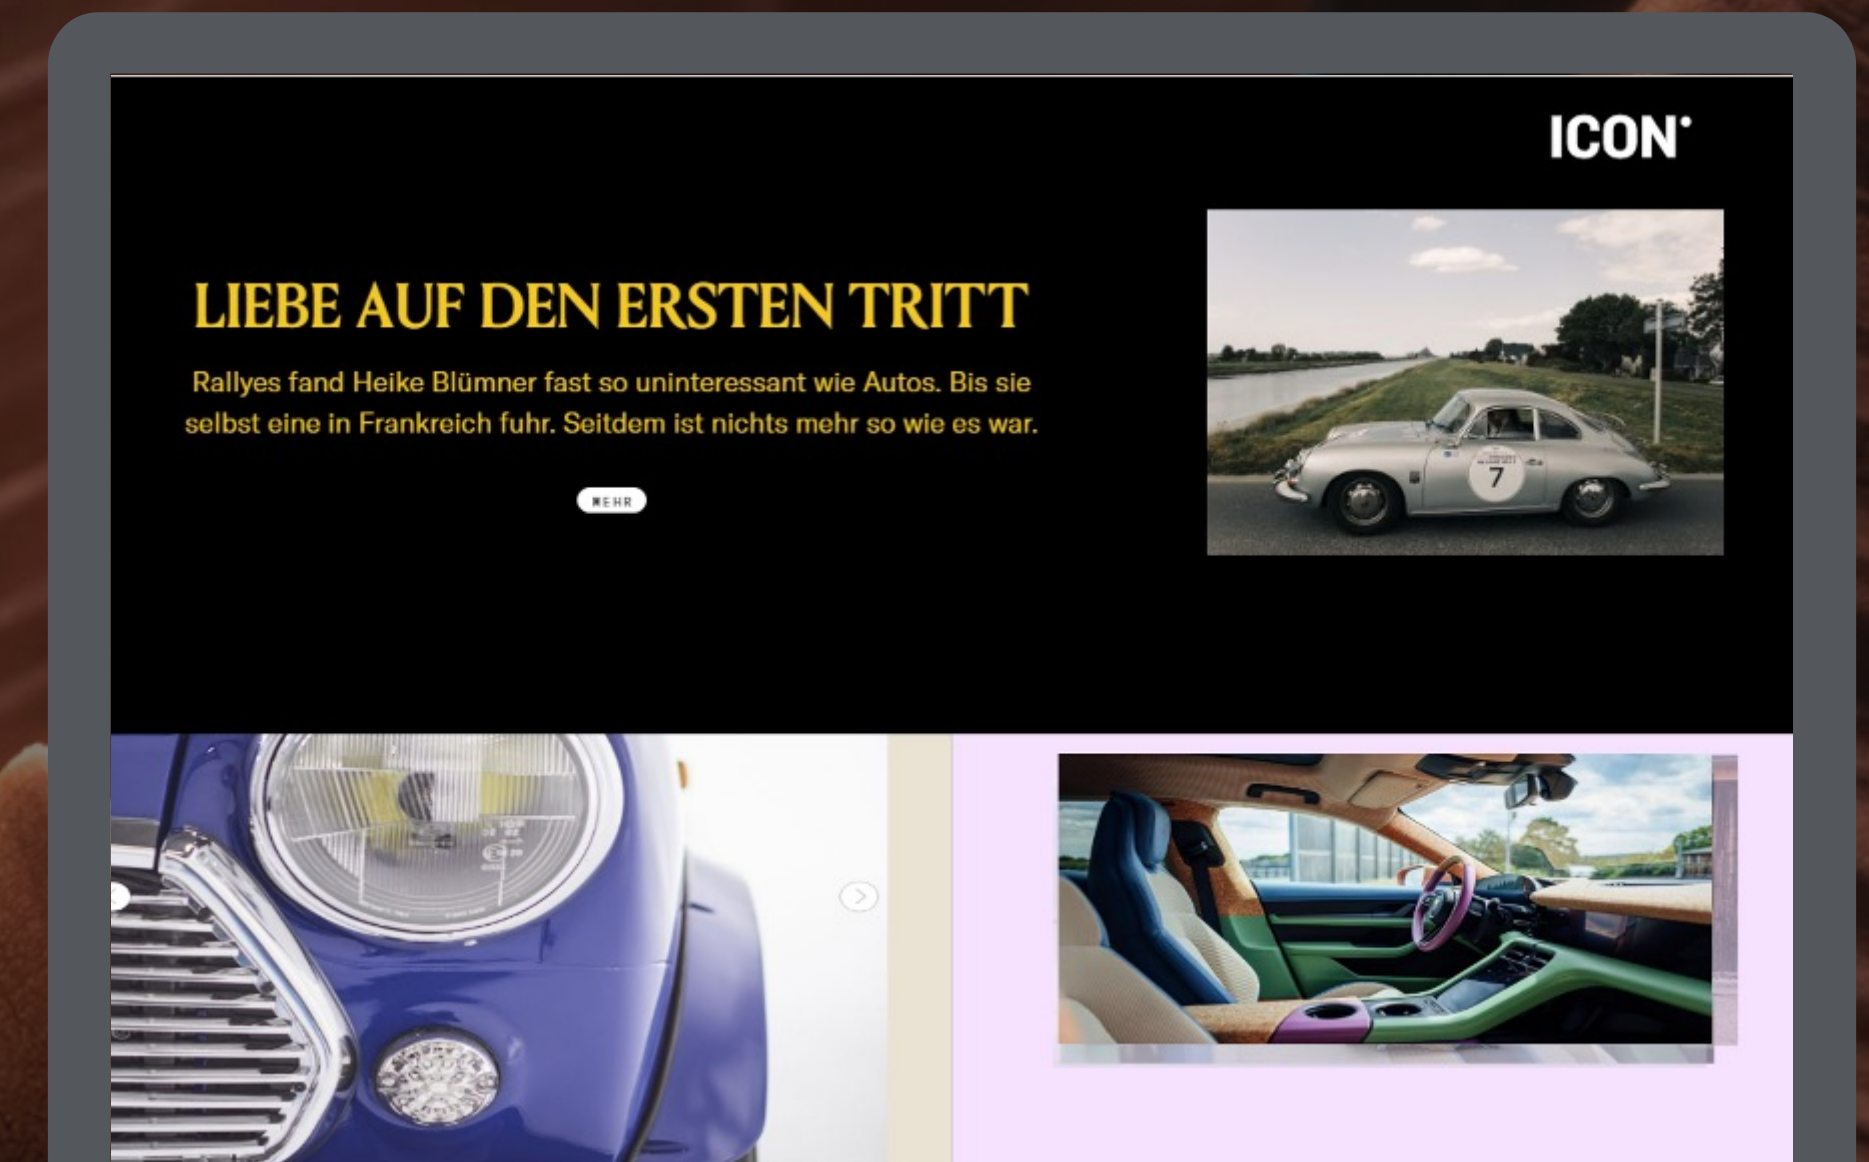 ICON
LIEBE AUF DEN ERSTEN TRITT
Rallyes fand Heike Blümner fast so uninteressant wie Autos. Bis sie
selbst eine in Frankreich fuhr. Seitdem ist nichts mehr so wie es war.
MEHR
7